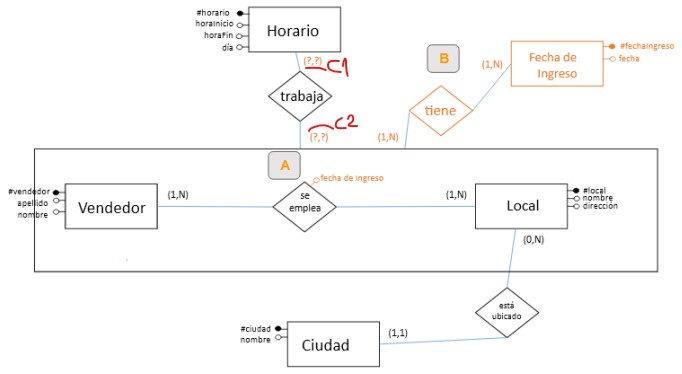 #horario
horaInicio
horaFin
día
Horario
(?,?)
C1
trabaja
(?,?)
C2
B
(1,N)
Fecha de
Ingreso
#fechaIngreso
fecha
tiene
(1,N)
A
fecha de ingreso
#vendedor
apellido
nombre
Vendedor
(1,N)
se
emplea
(1,N)
Local
#local
nombre
dirección
(0,N)
está
ubicado
#ciudad
nombre
Ciudad
(1,1)